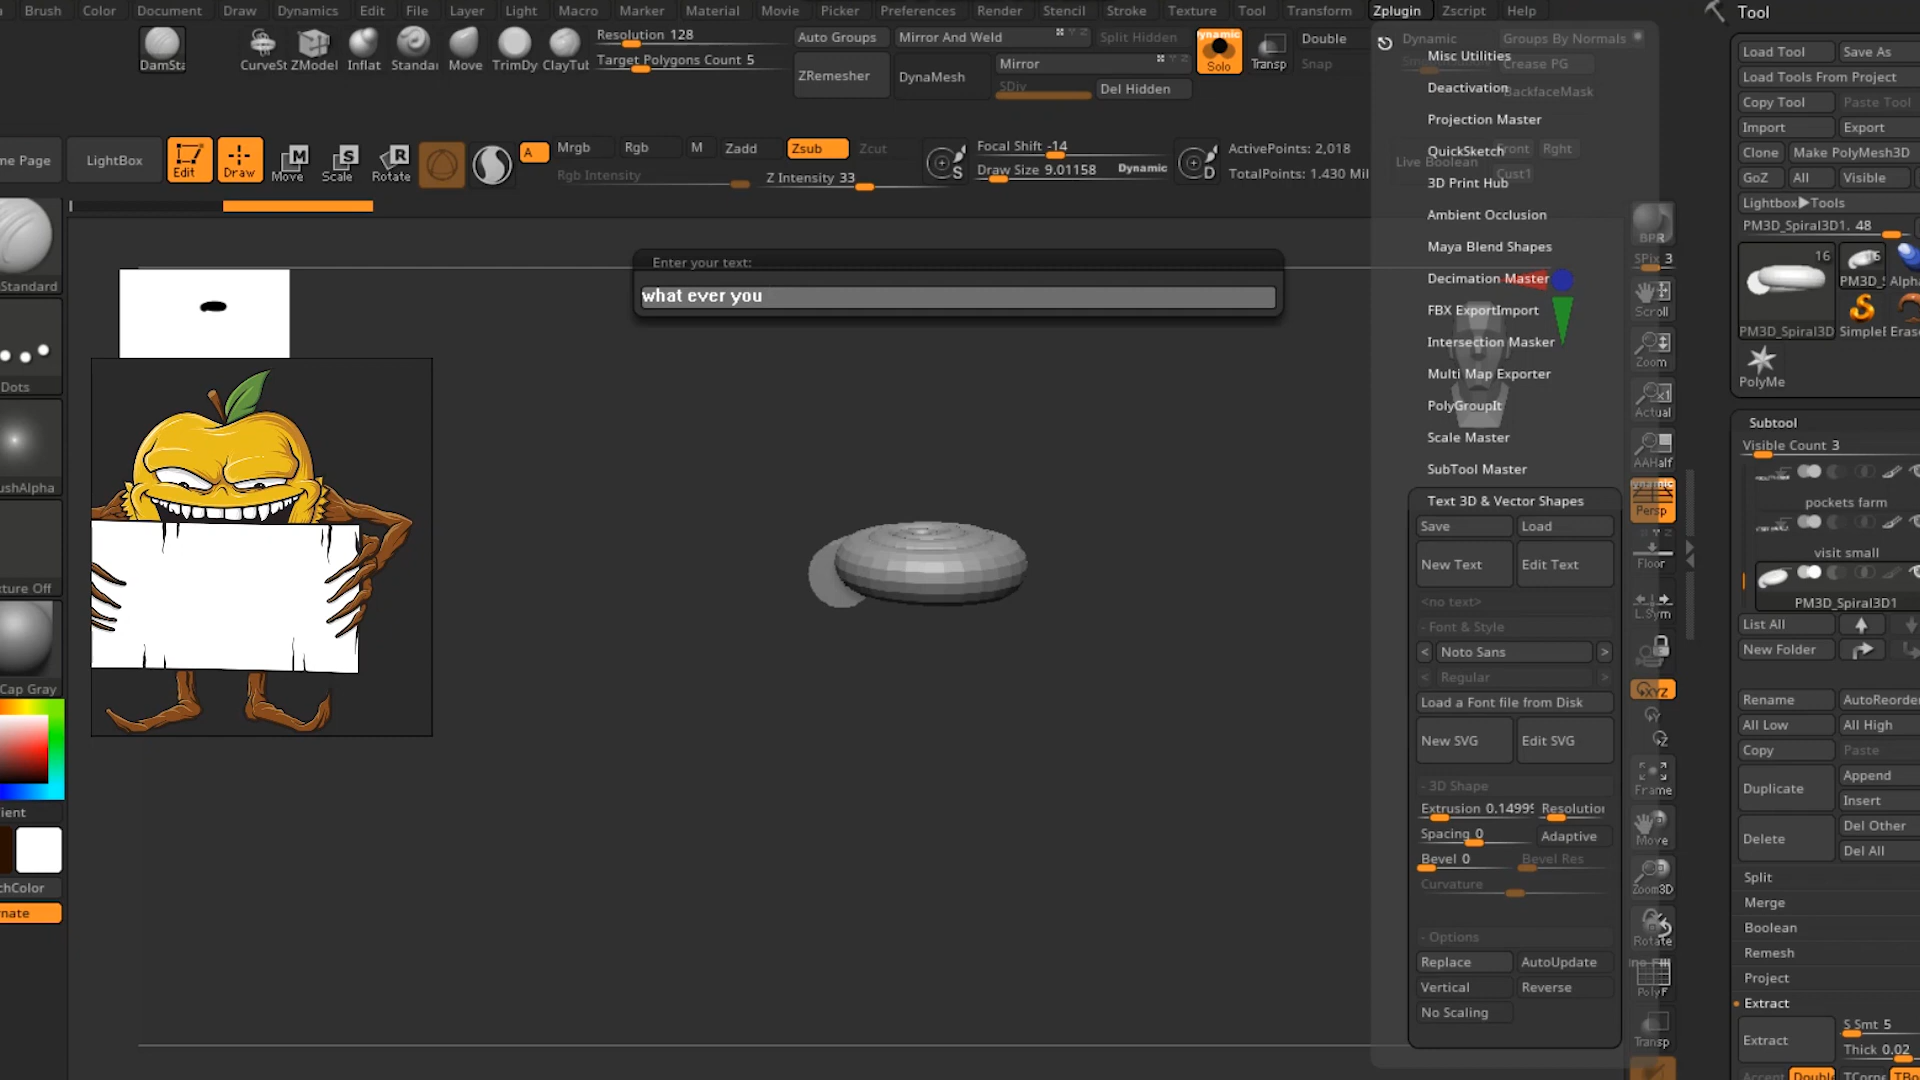 Brush Color Document Draw Dynamics Edit File Layer Light Macro Marker Material Movie Picker Preferences Render Stencil Stroke Texture Tool Transform Zplugin Zscript Help
Tool
Resolution 128
Target Polygons Count 5
Auto Groups
Mirror And Weld
Split Hidden
Double
Dynamic
Groups By Normals
CurveSt ZModel Inflat Standar Move TrimDy ClayTub
ZRemesher
DynaMesh
Mirror
SDiv
Del Hidden
Solo
Transp
Snap
Misc Utilities
Crease PG
Deactivation
BackfaceMask
Projection Master
QuickSketch
Front
Rght
Live Boolean
Cust1
3D Print Hub
Ambient Occlusion
Maya Blend Shapes
Decimation Master
FBX ExportImport
Intersection Masker
Multi Map Exporter
PolyGroupIt
Scale Master
SubTool Master
Text 3D & Vector Shapes
Save
Load
New Text
Edit Text
<no text>
- Font & Style
< Noto Sans >
< Regular >
Load a Font file from Disk
New SVG
Edit SVG
- 3D Shape
Extrusion 0.1499
Spacing 0
Adaptive
Bevel 0
Bevel Res
Curvature
- Options
Replace
AutoUpdate
Vertical
Reverse
No Scaling
me Page
LightBox
Edit
Draw
Move
Scale
Rotate
A
Mrgb
Rgb
M
Zadd
Zsub
Zcut
Rgb Intensity
Z Intensity 33
Focal Shift -14
Draw Size 9.01158
Dynamic
ActivePoints: 2,018
TotalPoints: 1.430 Mil
Enter your text:
what ever you
Standard
Dots
Cap Gray
BPR
SPix 3
Scroll
Zoom
Actual
AAHalf
Persp
Floor
L.Sym
XYZ
Frame
Move
Zoom3D
Rotate
PolyF
Transp
Load Tool
Save As
Load Tools From Project
Copy Tool
Paste Tool
Import
Export
Clone
Make PolyMesh3D
GoZ
All
Visible
Lightbox▶Tools
PM3D_Spiral3D1. 48
16
PM3D_Spiral3D
PolyMe
Subtool
Visible Count 3
pockets farm
visit small
PM3D_Spiral3D1
List All
New Folder
Rename
AutoReorder
All Low
All High
Copy
Paste
Duplicate
Append
Insert
Delete
Del Other
Del All
Split
Merge
Boolean
Remesh
Project
Extract
Extract
S Smt 5
Thick 0.02